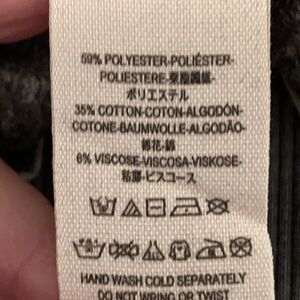 59% POLYESTER-POLIÉSTER-
POLIESTERE-聚酯纖維-
ポリエステル
35% COTTON-COTON-ALGODÓN-
COTONE-BAUMWOLLE-ALGODÃO-
棉花-綿
6% VISCOSE-VISCOSA-VISKOSE-
粘膠-ビスコース
HAND WASH COLD SEPARATELY
DO NOT WRING OR TWIST